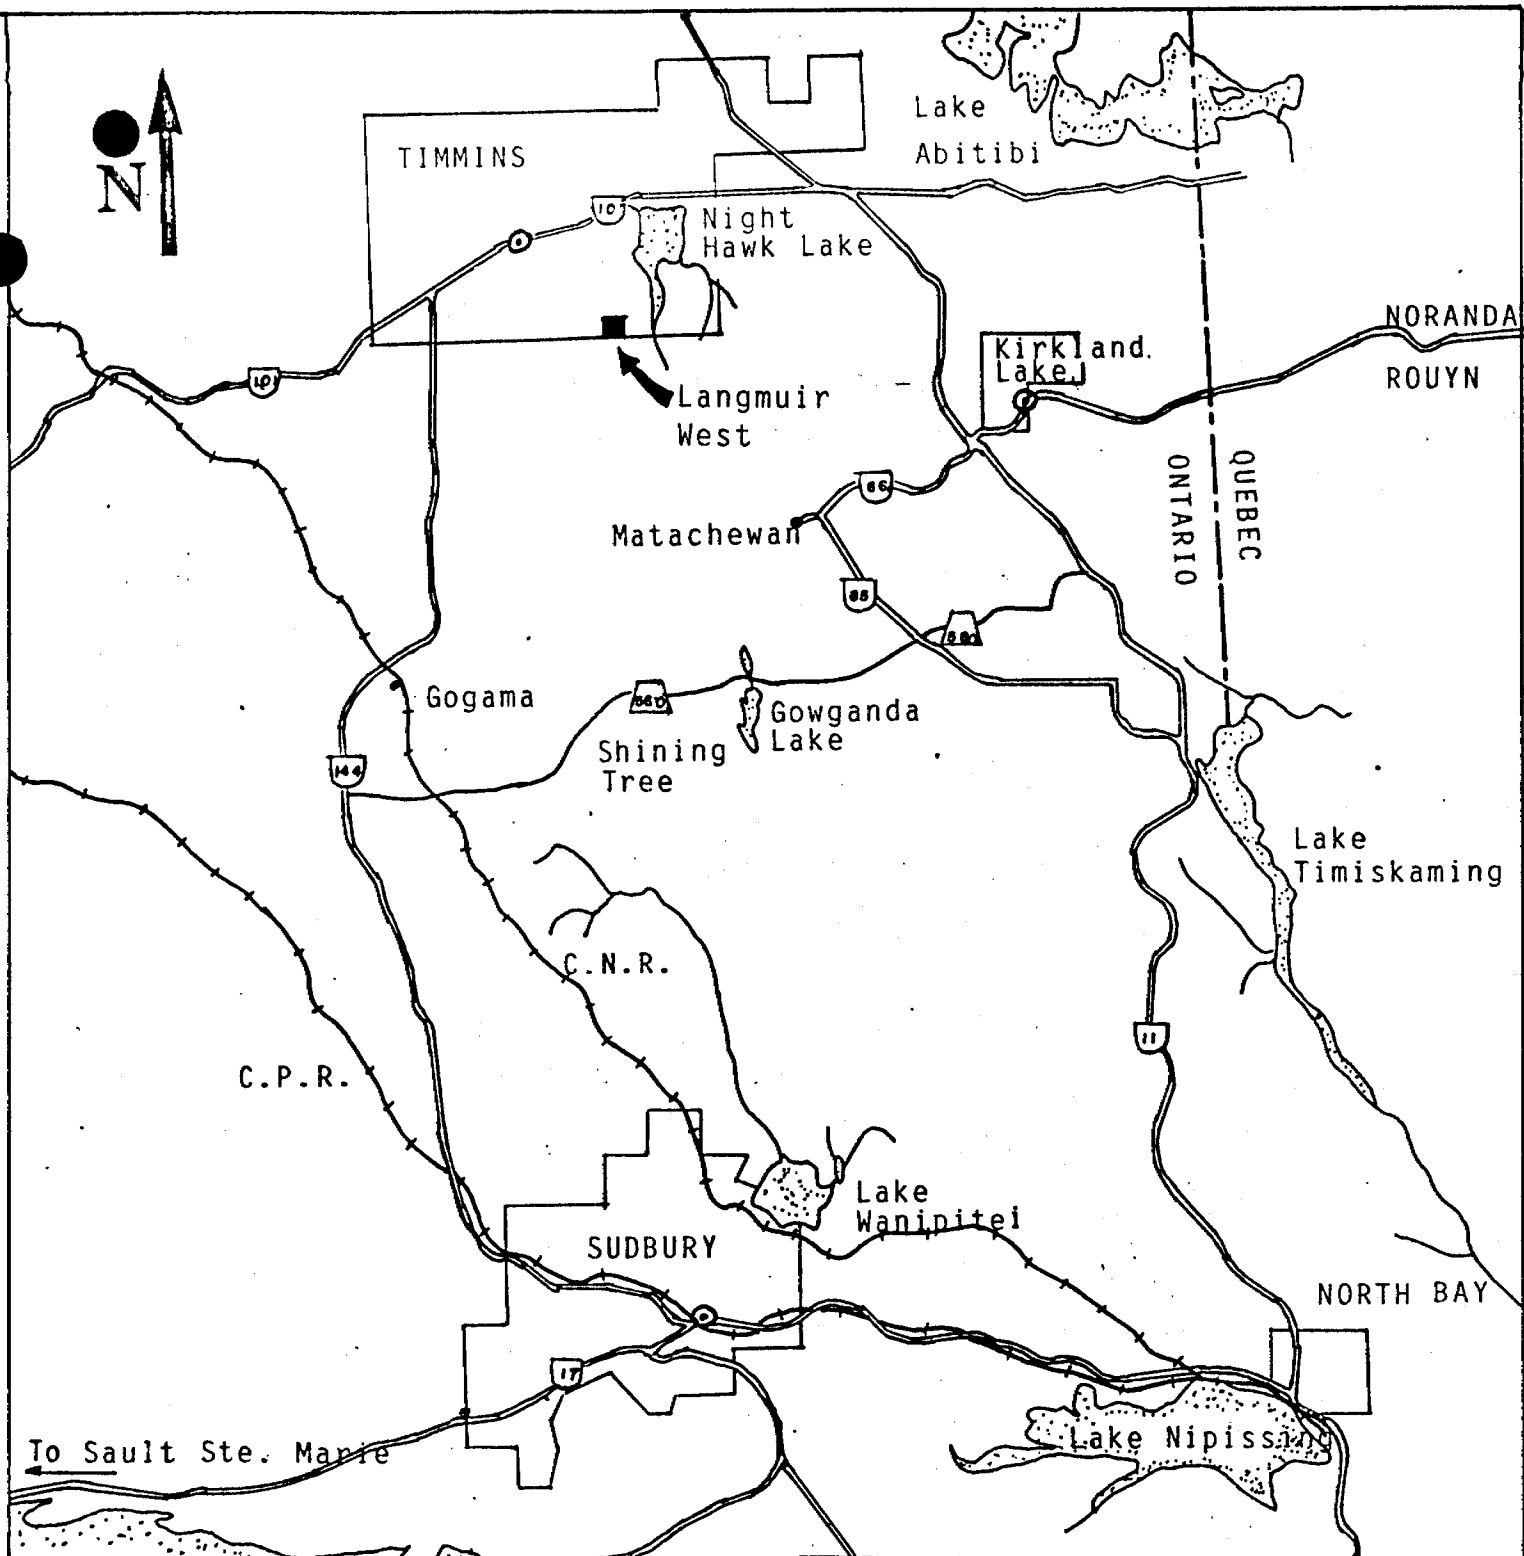 Lake
Abitibi
TIMMINS
N
101
Night
Hawk Lake
NORANDA
Kirkland
Lake
ROUYN
101
Langmuir
West
QUEBEC
ONTARIO
66
Matachewan
65
560
Gogama
560
Gowganda
Lake
Shining
Tree
144
Lake
Timiskaming
C.N.R.
11
C.P.R.
Lake
Wanipitei
SUDBURY
NORTH BAY
17
Lake Nipissing
To Sault Ste. Marie